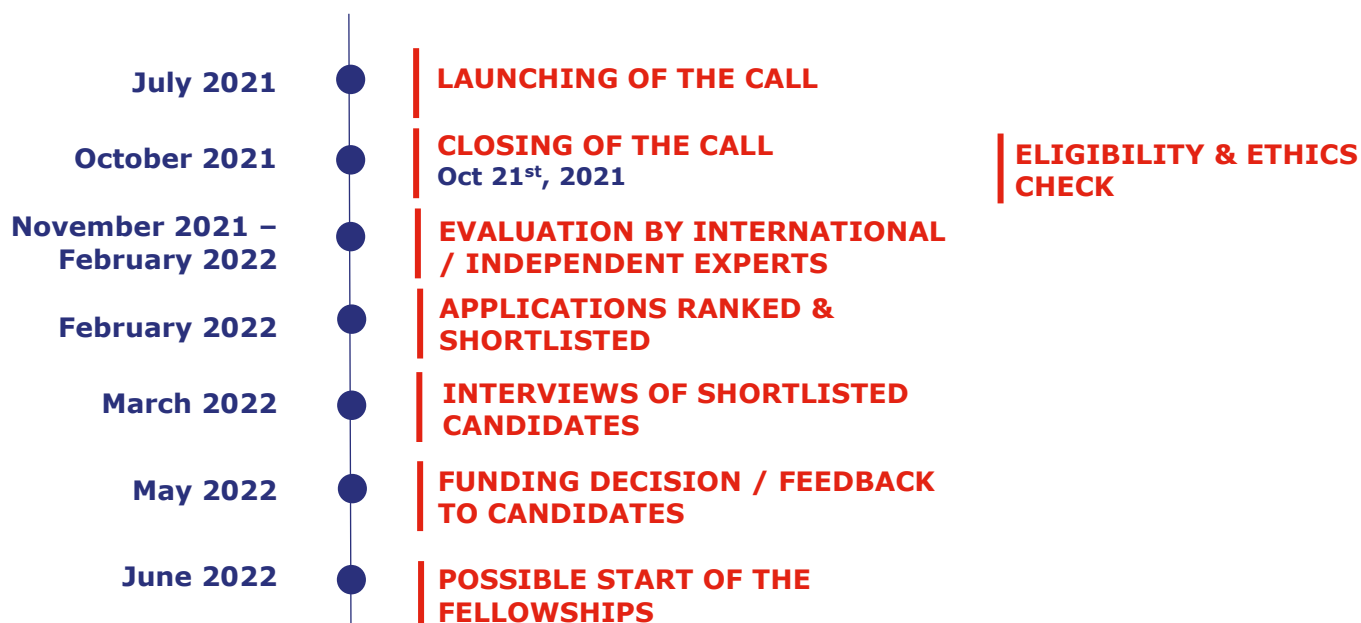 July 2021
LAUNCHING OF THE CALL
October 2021
CLOSING OF THE CALL
Oct 21st, 2021
ELIGIBILITY & ETHICS
CHECK
November 2021 –
February 2022
EVALUATION BY INTERNATIONAL
/ INDEPENDENT EXPERTS
February 2022
APPLICATIONS RANKED &
SHORTLISTED
March 2022
INTERVIEWS OF SHORTLISTED
CANDIDATES
May 2022
FUNDING DECISION / FEEDBACK
TO CANDIDATES
June 2022
POSSIBLE START OF THE
FELLOWSHIPS